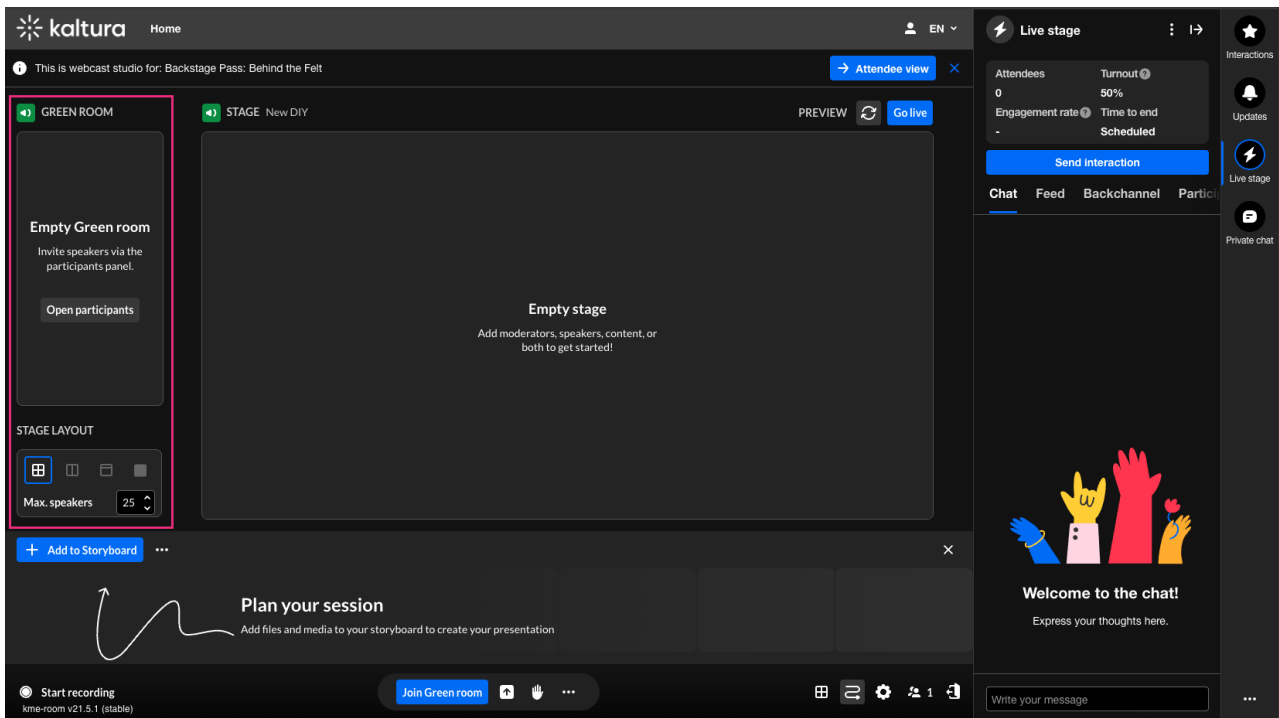 kaltura
Home
EN
This is webcast studio for: Backstage Pass: Behind the Felt
Attendee view
GREEN ROOM
STAGE New DIY
PREVIEW
Go live
Empty Green room
Invite speakers via the
participants panel.
Open participants
Empty stage
Add moderators, speakers, content, or
both to get started!
STAGE LAYOUT
Max. speakers 25
Add to Storyboard
Plan your session
Add files and media to your storyboard to create your presentation
Start recording
kme-room v21.5.1 (stable)
Join Green room
1
Live stage
Attendees Turnout
0 50%
Engagement rate Time to end
- Scheduled
Send interaction
Chat Feed Backchannel Partici
Welcome to the chat!
Express your thoughts here.
Write your message
Interactions
Updates
Live stage
Private chat